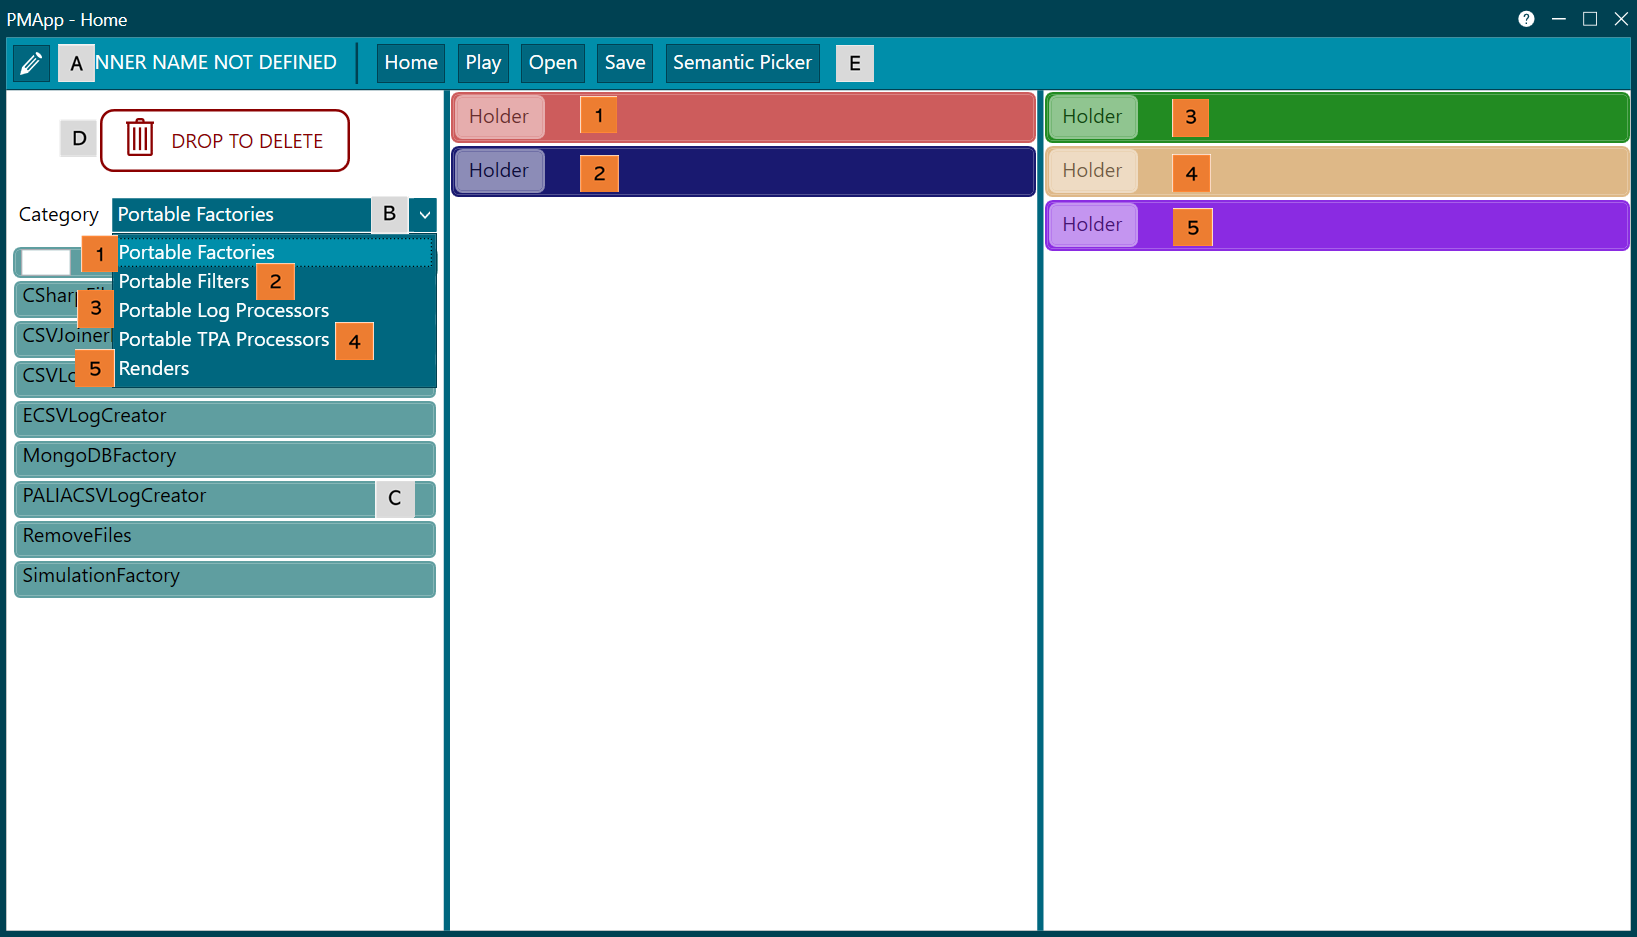 PMApp - Home
?
A NNER NAME NOT DEFINED Home Play Open Save Semantic Picker E
D DROP TO DELETE
Category Portable Factories B
1 Portable Factories
Portable Filters 2
3 Portable Log Processors
Portable TPA Processors 4
5 Renders
CSharp
CSVJoiner
ECSVLogCreator
MongoDBFactory
PALIACSVLogCreator C
RemoveFiles
SimulationFactory
Holder 1
Holder 2
Holder 3
Holder 4
Holder 5